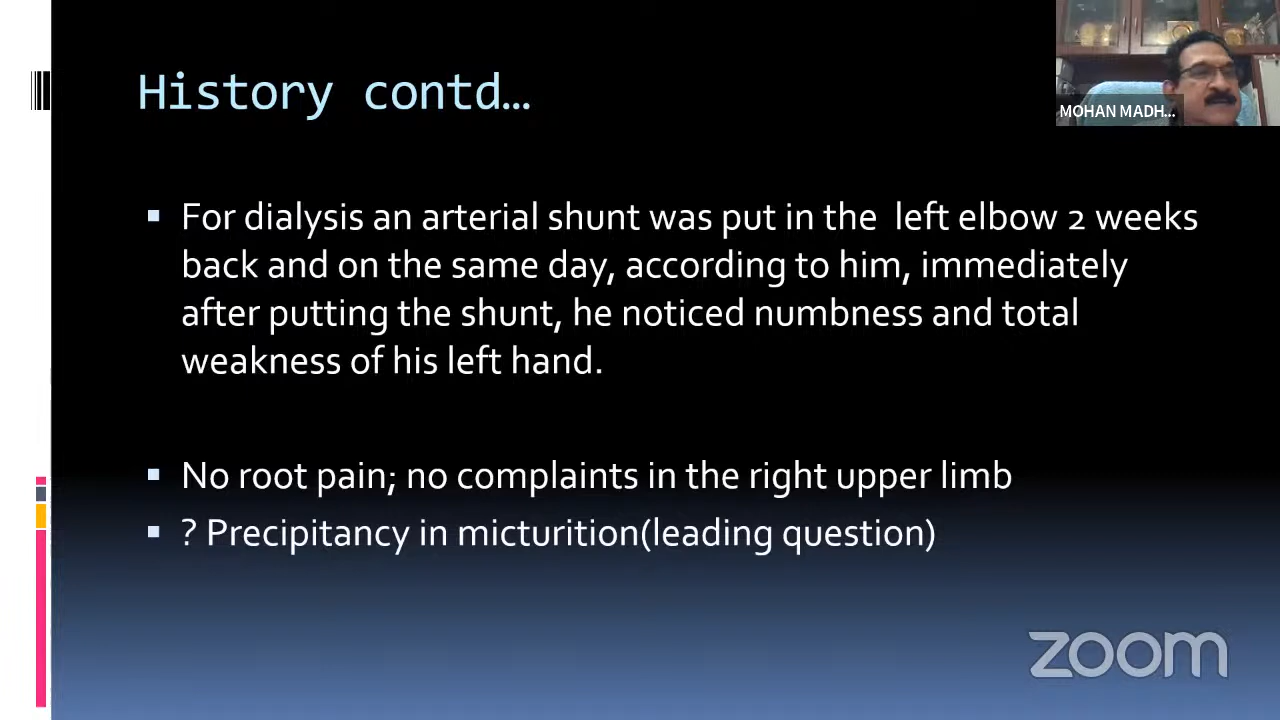 History contd…
MOHAN MADH...
For dialysis an arterial shunt was put in the left elbow 2 weeks
back and on the same day, according to him, immediately
after putting the shunt, he noticed numbness and total
weakness of his left hand.
No root pain; no complaints in the right upper limb
? Precipitancy in micturition(leading question)
zoom